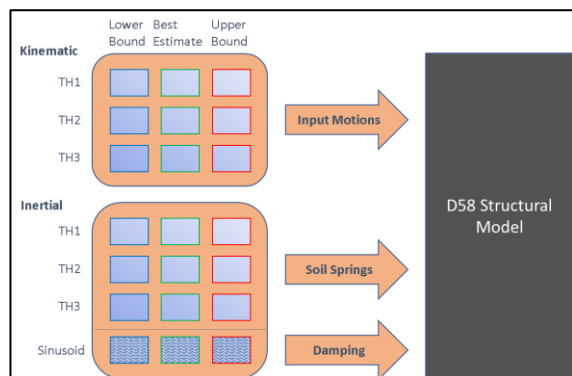 Lower Bound
Best Estimate
Upper Bound
Kinematic
TH1
TH2
TH3
Input Motions
Inertial
TH1
TH2
TH3
Sinusoid
Soil Springs
Damping
D58 Structural
Model